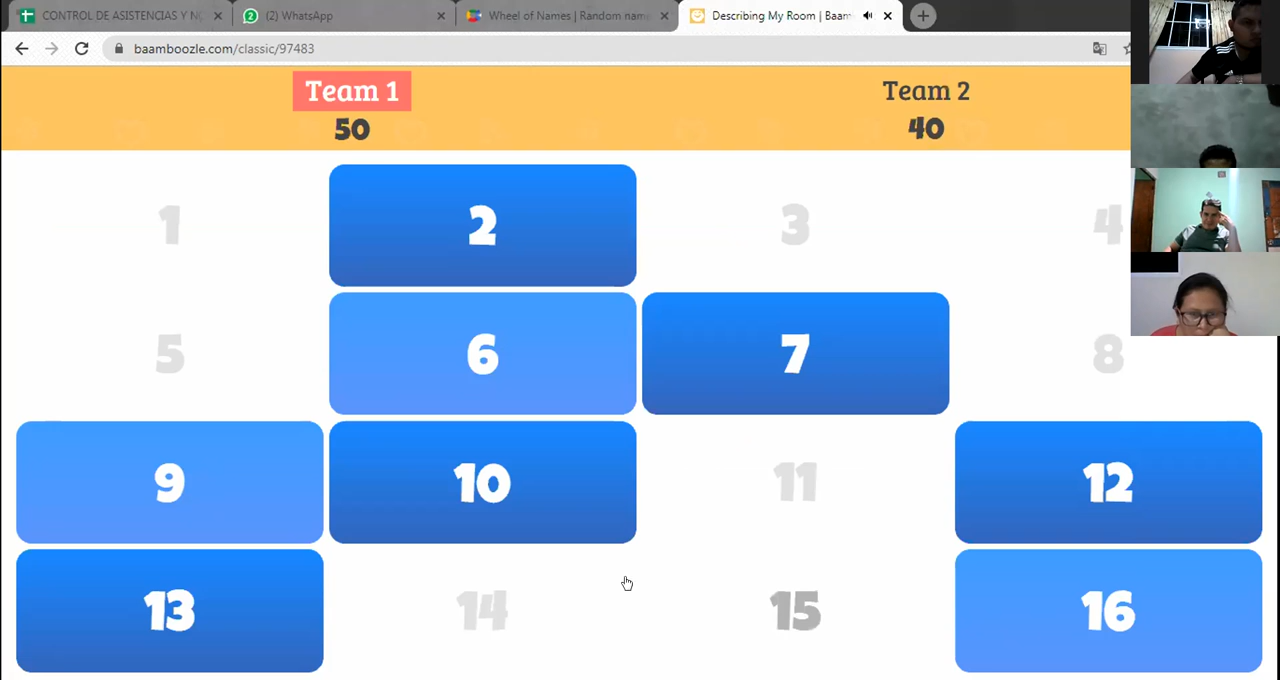 CONTROL DE ASISTENCIAS Y NO
(2) WhatsApp
Wheel of Names | Random name
Describing My Room | Baam
baamboozle.com/classic/97483
Team 1
Team 2
50
40
1
2
3
4
5
6
7
8
9
10
11
12
13
14
15
16